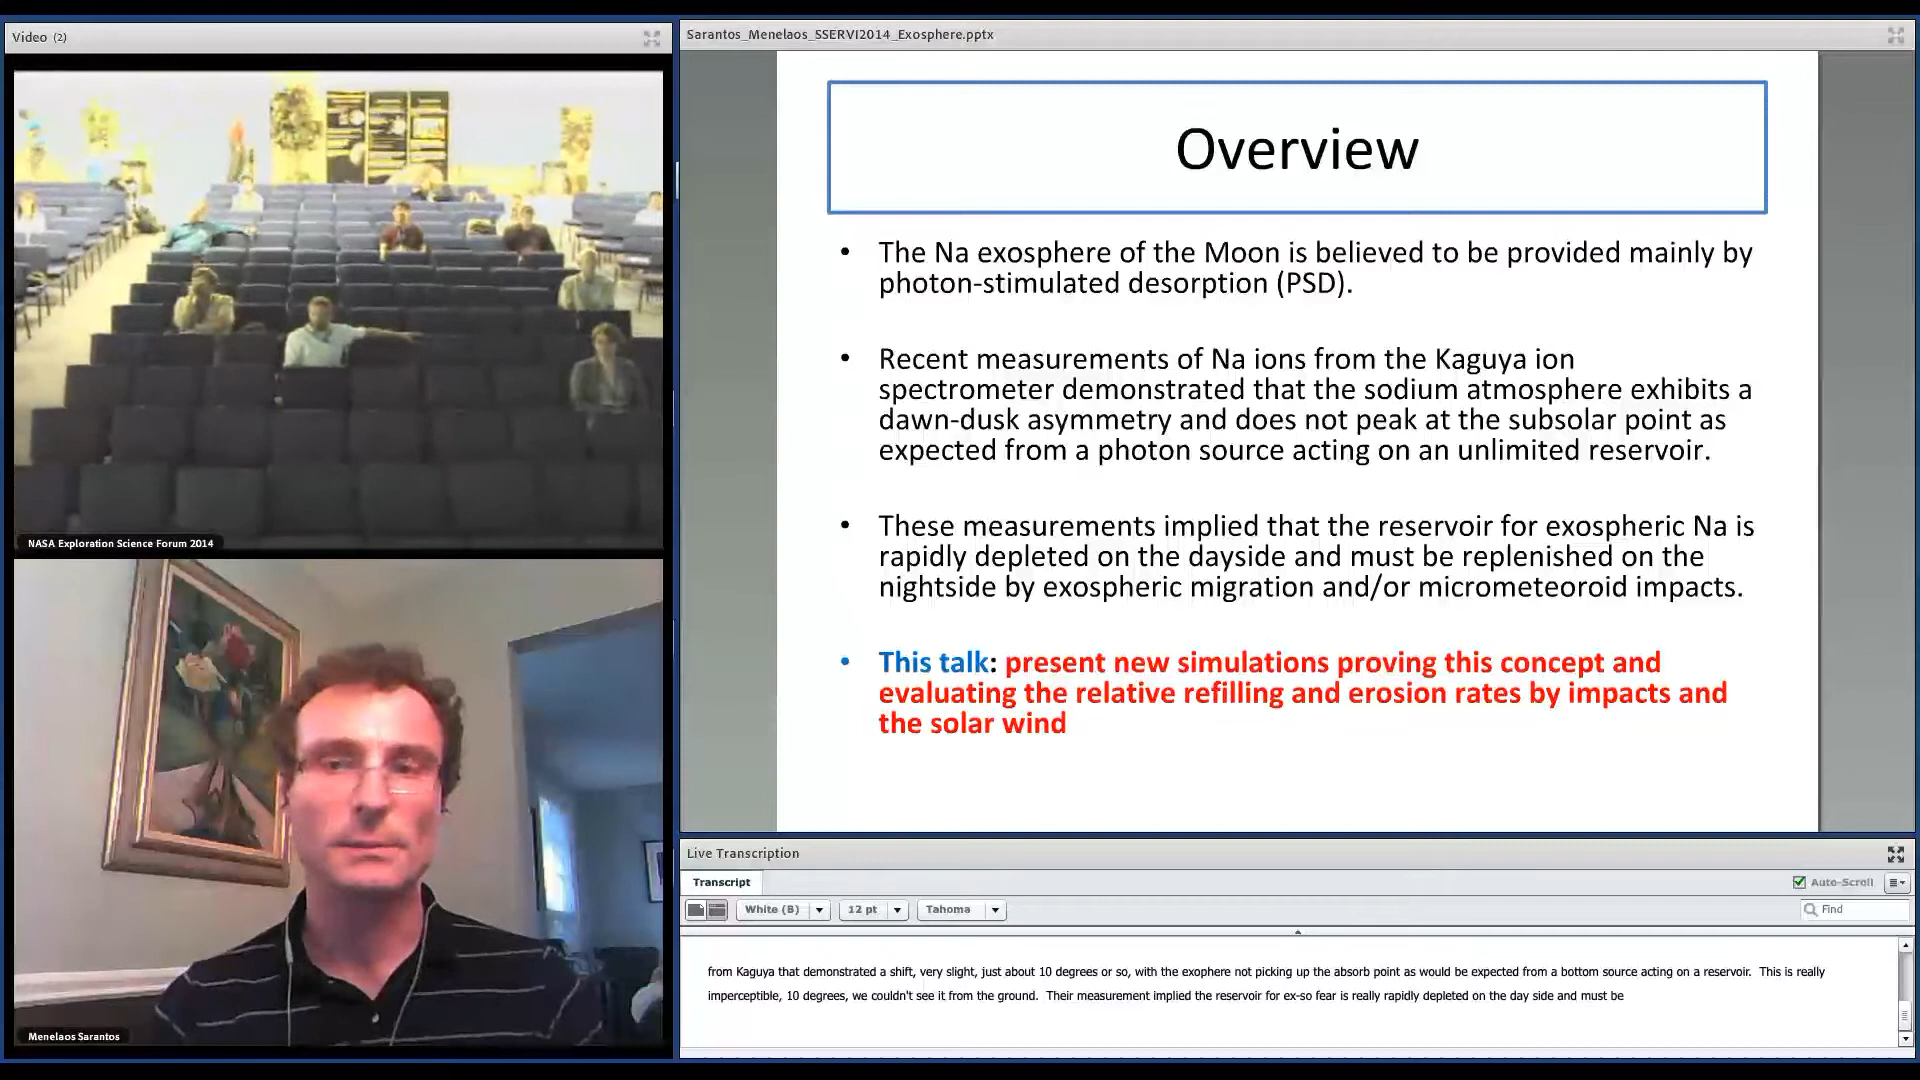 Video (2)
NASA Exploration Science Forum 2014
Menelaos Sarantos
Sarantos_Menelaos_SSERVI2014_Exosphere.pptx
Overview
• The Na exosphere of the Moon is believed to be provided mainly by
photon-stimulated desorption (PSD).
• Recent measurements of Na ions from the Kaguya ion
spectrometer demonstrated that the sodium atmosphere exhibits a
dawn-dusk asymmetry and does not peak at the subsolar point as
expected from a photon source acting on an unlimited reservoir.
• These measurements implied that the reservoir for exospheric Na is
rapidly depleted on the dayside and must be replenished on the
nightside by exospheric migration and/or micrometeoroid impacts.
• This talk: present new simulations proving this concept and
evaluating the relative refilling and erosion rates by impacts and
the solar wind
Live Transcription
Transcript
Auto-Scroll
White (B) 12 pt Tahoma
Find
from Kaguya that demonstrated a shift, very slight, just about 10 degrees or so, with the exophere not picking up the absorb point as would be expected from a bottom source acting on a reservoir.  This is really
imperceptible, 10 degrees, we couldn't see it from the ground.  Their measurement implied the reservoir for ex-so fear is really rapidly depleted on the day side and must be